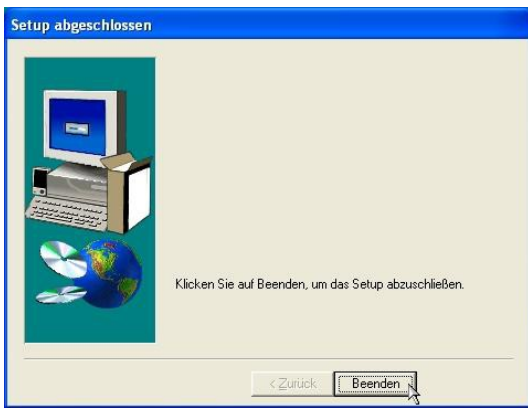 Setup abgeschlossen
Klicken Sie auf Beenden, um das Setup abzuschließen.
< Zurück
Beenden